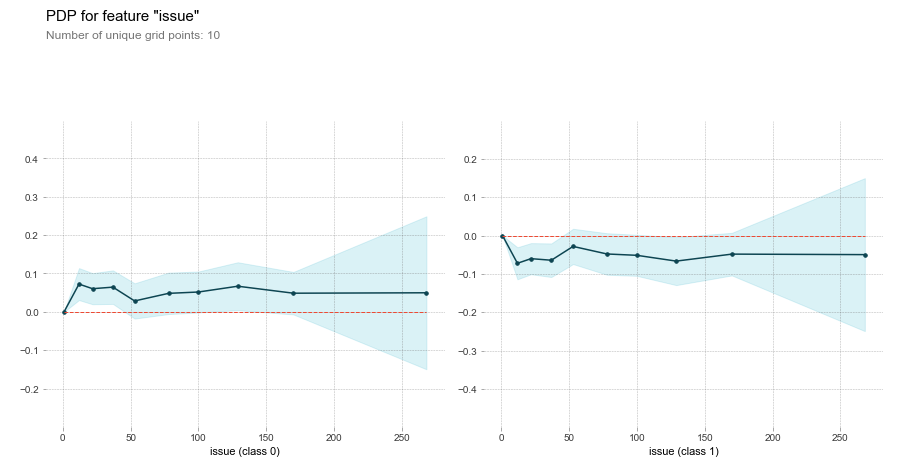 PDP for feature "issue"
Number of unique grid points: 10
0.4
0.3
0.2
0.1
0.0
−0.1
−0.2
0 50 100 150 200 250
issue (class 0)
0.2
0.1
0.0
−0.1
−0.2
−0.3
−0.4
0 50 100 150 200 250
issue (class 1)